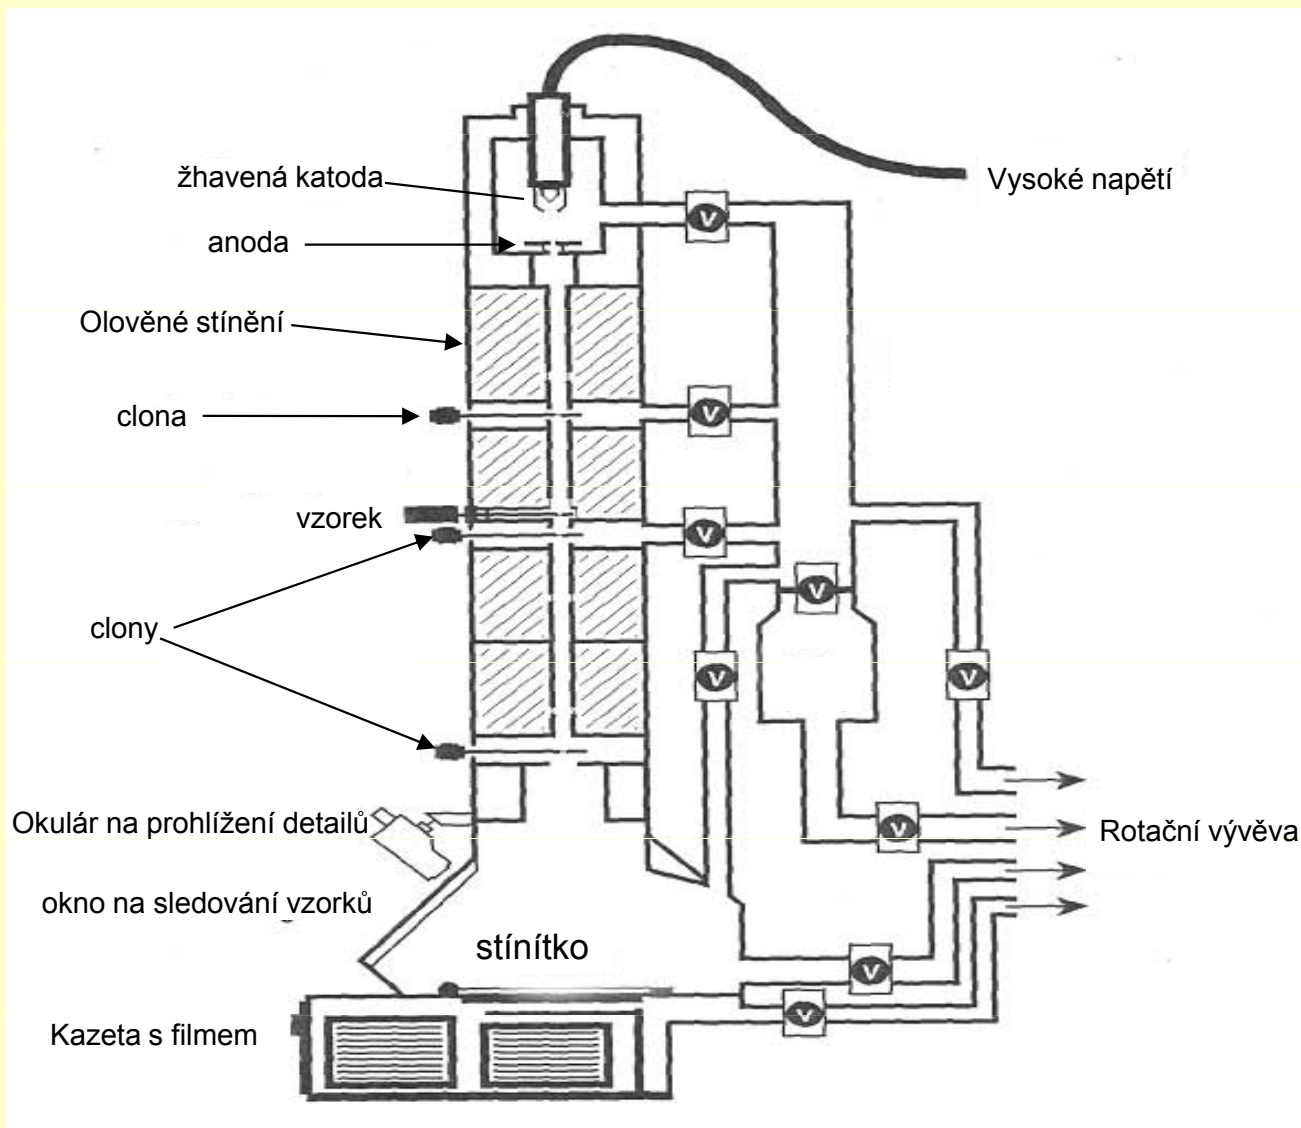 Vysoké napětí
žhavená katoda
anoda
Olověné stínění
clona
vzorek
clony
Okulár na prohlížení detailů
okno na sledování vzorků
stínítko
Kazeta s filmem
Rotační vývěva
V
V
V
V
V
V
V
V
V